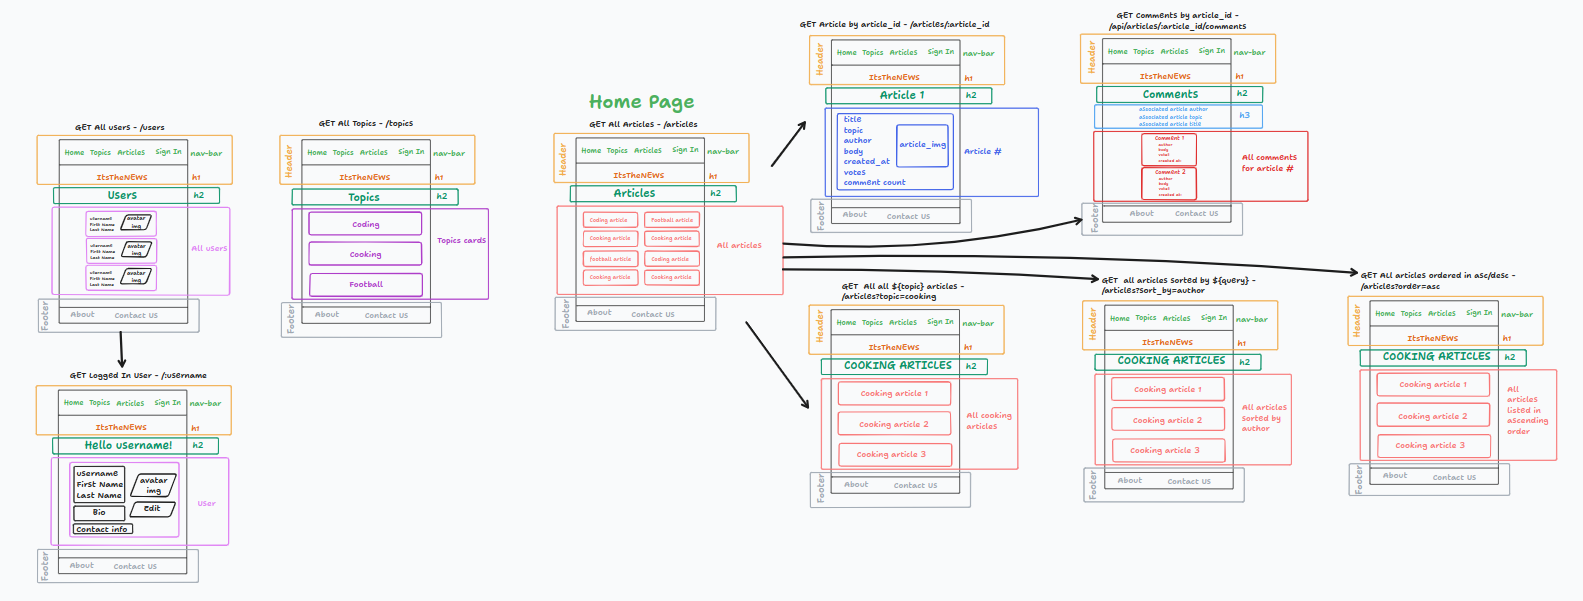 GET All users - /users
Home Topics Articles Sign In nav-bar
ItsTheNEWS h1
Users h2
username
First Name
Last Name
avatar
img
username
First Name
Last Name
avatar
img
username
First Name
Last Name
avatar
img
All users
Footer
About Contact US
GET Logged In User - /:username
Home Topics Articles Sign In nav-bar
ItsTheNEWS h1
Hello username! h2
username
First Name
Last Name
avatar
img
Bio
Edit
Contact info
User
Footer
About Contact US
GET All Topics - /topics
Header
Home Topics Articles Sign In nav-bar
ItsTheNEWS h1
Topics h2
Coding
Cooking
Football
Topics cards
Footer
About Contact US
Home Page
GET All Articles - /articles
Header
Home Topics Articles Sign In nav-bar
ItsTheNEWS h1
Articles h2
Coding article Football article
Cooking article Cooking article
football article Coding article
Cooking article Cooking article
All articles
Footer
About Contact US
GET Article by article_id - /articles/:article_id
Header
Home Topics Articles Sign In nav-bar
ItsTheNEWS h1
Article 1 h2
title
topic
author
body
created_at
votes
comment count
article_img
Article #
Footer
About Contact US
GET Comments by article_id -
/api/articles/:article_id/comments
Header
Home Topics Articles Sign In nav-bar
ItsTheNEWS h1
Comments h2
associated article author
associated article topic
associated article title
h3
Comment 1
author
body
votes
created at:
Comment 2
author
body
votes
created at:
All comments
for article #
Footer
About Contact US
GET All all ${topic} articles -
/articles?topic=cooking
Header
Home Topics Articles Sign In nav-bar
ItsTheNEWS h1
COOKING ARTICLES h2
Cooking article 1
Cooking article 2
Cooking article 3
All cooking
articles
Footer
About Contact US
GET all articles sorted by ${query} -
/articles?sort_by=author
Header
Home Topics Articles Sign In nav-bar
ItsTheNEWS h1
COOKING ARTICLES h2
Cooking article 1
Cooking article 2
Cooking article 3
All articles
sorted by
author
Footer
About Contact US
GET All articles ordered in asc/desc -
/articles?order=asc
Header
Home Topics Articles Sign In nav-bar
ItsTheNEWS h1
COOKING ARTICLES h2
Cooking article 1
Cooking article 2
Cooking article 3
All
articles
listed in
ascending
order
Footer
About Contact US